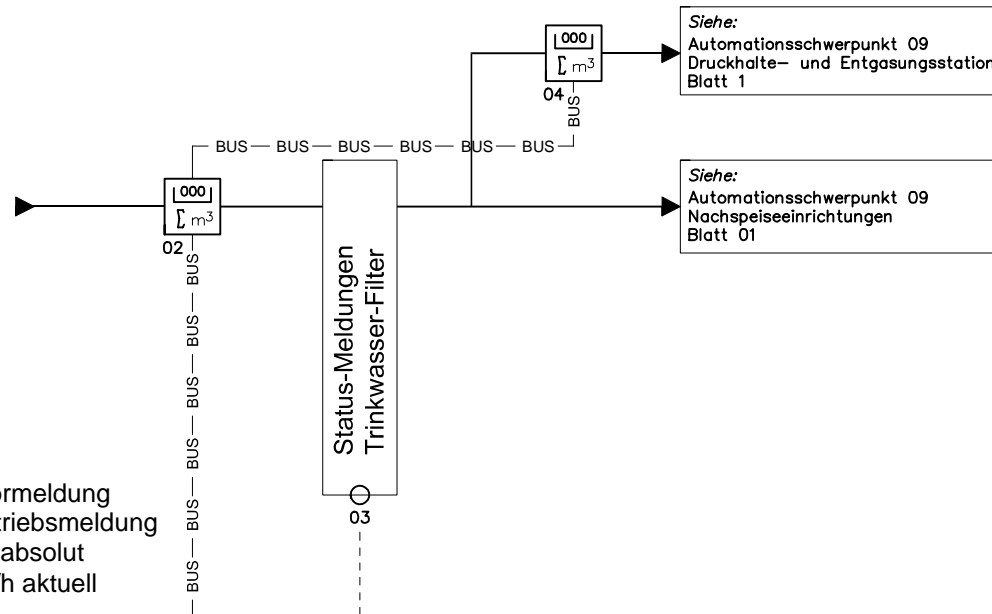 Siehe:
Automationsschwerpunkt 09
Druckhalte- und Entgasungsstation
Blatt 1
000
m³
04
BUS
BUS BUS BUS BUS BUS BUS
Siehe:
Automationsschwerpunkt 09
Nachspeiseeinrichtungen
Blatt 01
000
m³
02
BUS
BUS
BUS
BUS
BUS
BUS
Status-Meldungen
Trinkwasser-Filter
03
triebsmeldung
absolut
/h aktuell